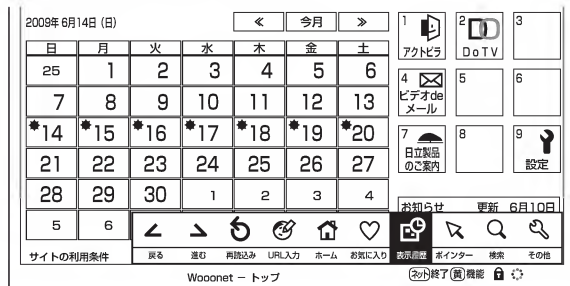 2009年 6月14日 (日)
≪ 今月 ≫
日 月 火 水 木 金 土
25 1 2 3 4 5 6
7 8 9 10 11 12 13
14 15 16 17 18 19 20
21 22 23 24 25 26 27
28 29 30 1 2 3 4
5 6
サイトの利用条件
1 アクトビラ
2 DoTV
3
4 ビデオdeメール
5
6
7 日立製品のご案内
8
9 設定
お知らせ 更新 6月10日
戻る 進む 再読込み URL入力 ホーム お気に入り 表示履歴 ポインター 検索 その他
Wooonet － トップ
ネット終了 黄機能